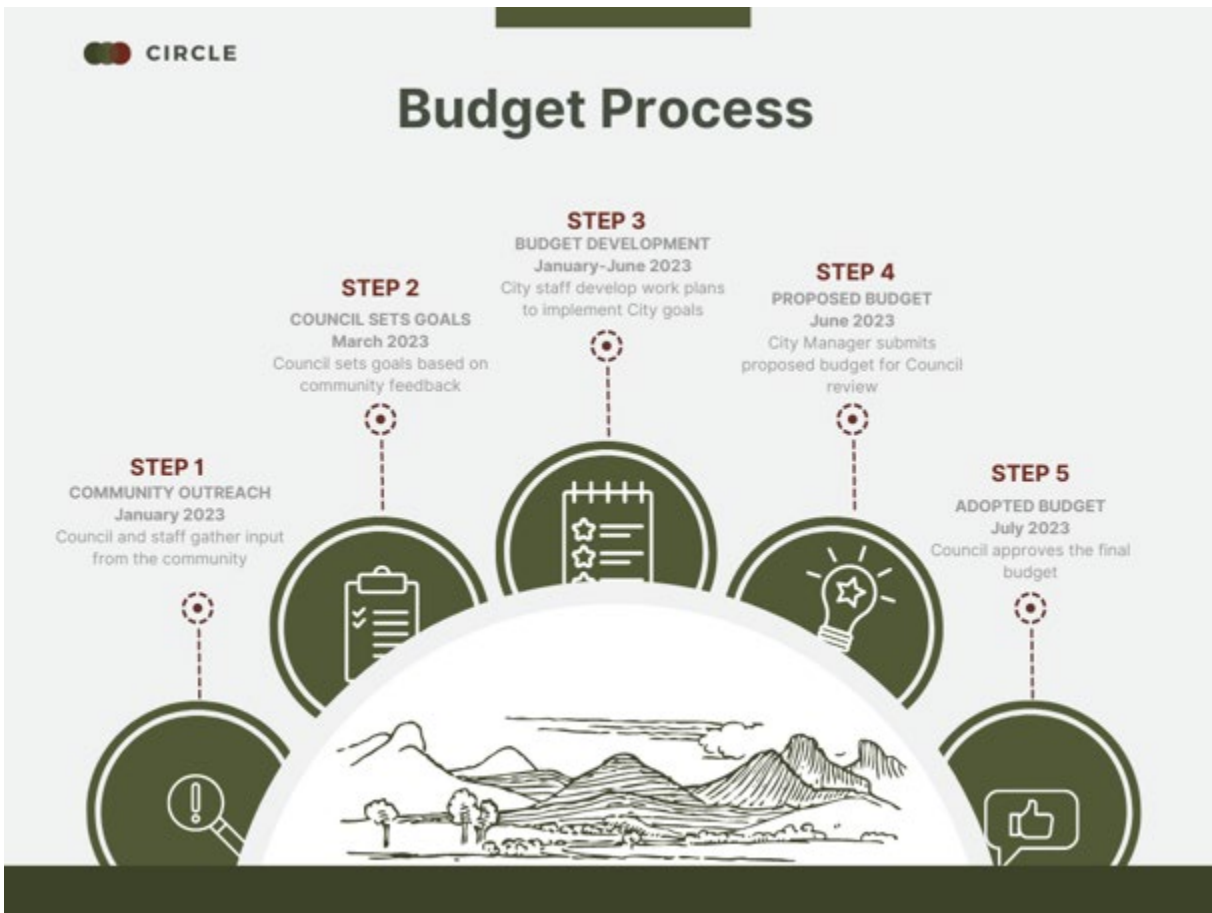 CIRCLE
Budget Process
STEP 1
COMMUNITY OUTREACH
January 2023
Council and staff gather input
from the community
STEP 2
COUNCIL SETS GOALS
March 2023
Council sets goals based on
community feedback
STEP 3
BUDGET DEVELOPMENT
January-June 2023
City staff develop work plans
to implement City goals
STEP 4
PROPOSED BUDGET
June 2023
City Manager submits
proposed budget for Council
review
STEP 5
ADOPTED BUDGET
July 2023
Council approves the final
budget